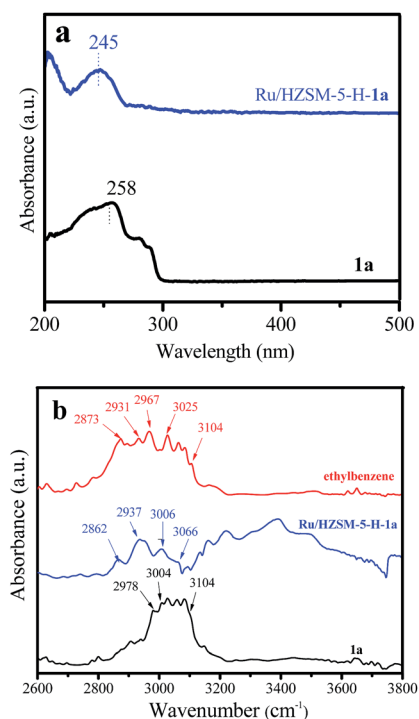 a
245
Ru/HZSM-5-H-1a
258
1a
Absorbance (a.u.)
200 300 400 500
Wavelength (nm)
b
2873 2931 2967 3025 3104
ethylbenzene
2862 2937 3006 3066
Ru/HZSM-5-H-1a
2978 3004 3104
1a
Absorbance (a.u.)
2600 2800 3000 3200 3400 3600 3800
Wavenumber (cm⁻¹)